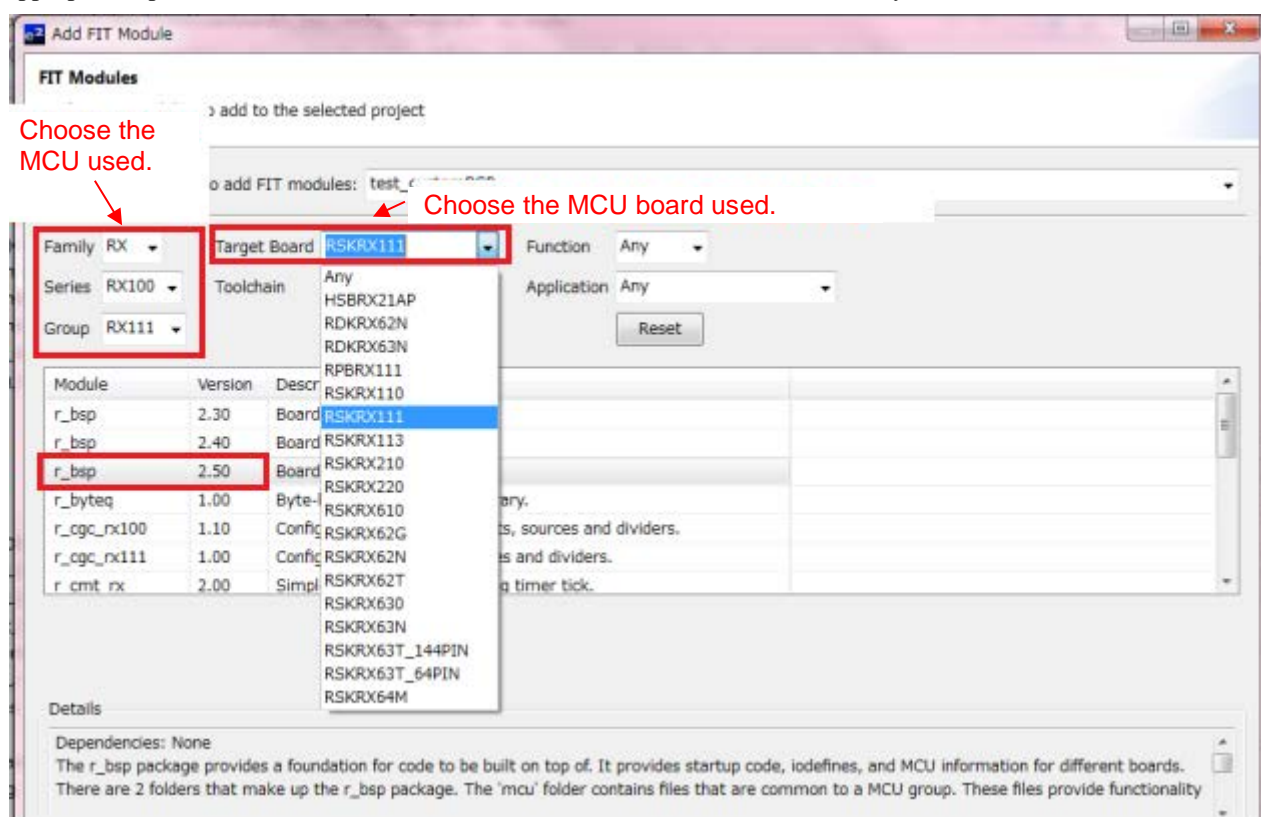 Add FIT Module
FIT Modules
o add to the selected project
Choose the
MCU used.
o add FIT modules: test_
Choose the MCU board used.
Family RX Target Board RSKRX111 Function Any
Series RX100 Toolchain Application Any
Group RX111 Reset
Any
HSBRX21AP
RDKRX62N
RDKRX63N
RPBRX111
RSKRX110
RSKRX111
RSKRX113
RSKRX210
RSKRX220
RSKRX610
RSKRX62G
RSKRX62N
RSKRX62T
RSKRX630
RSKRX63N
RSKRX63T_144PIN
RSKRX63T_64PIN
RSKRX64M
Module Version Descr
r_bsp 2.30 Board
r_bsp 2.40 Board
r_bsp 2.50 Board
r_byteq 1.00 Byte-l ary.
r_cgc_rx100 1.10 Config ts, sources and dividers.
r_cgc_rx111 1.00 Config es and dividers.
r_cmt_rx 2.00 Simpl g timer tick.
Details
Dependencies: None
The r_bsp package provides a foundation for code to be built on top of. It provides startup code, iodefines, and MCU information for different boards.
There are 2 folders that make up the r_bsp package. The 'mcu' folder contains files that are common to a MCU group. These files provide functionality